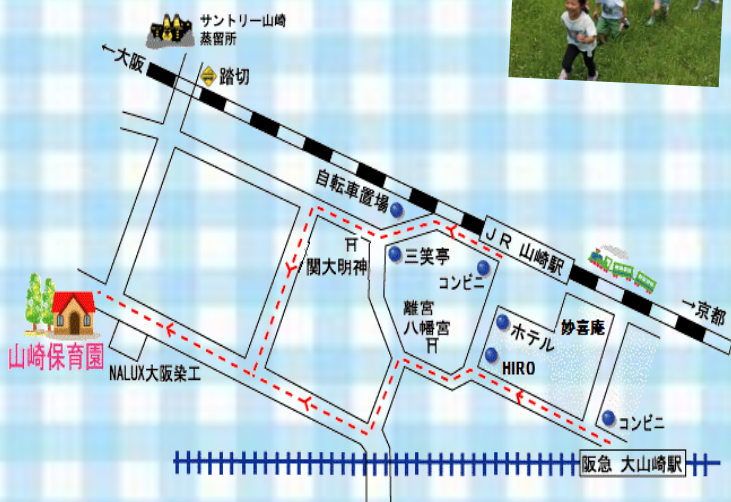 サントリー山崎
蒸留所
←大阪
踏切
自転車置場
JR 山崎駅
→京都
関大明神
三笑亭
コンビニ
離宮
八幡宮
ホテル
妙喜庵
HIRO
コンビニ
山崎保育園
NALUX大阪染工
阪急 大山崎駅